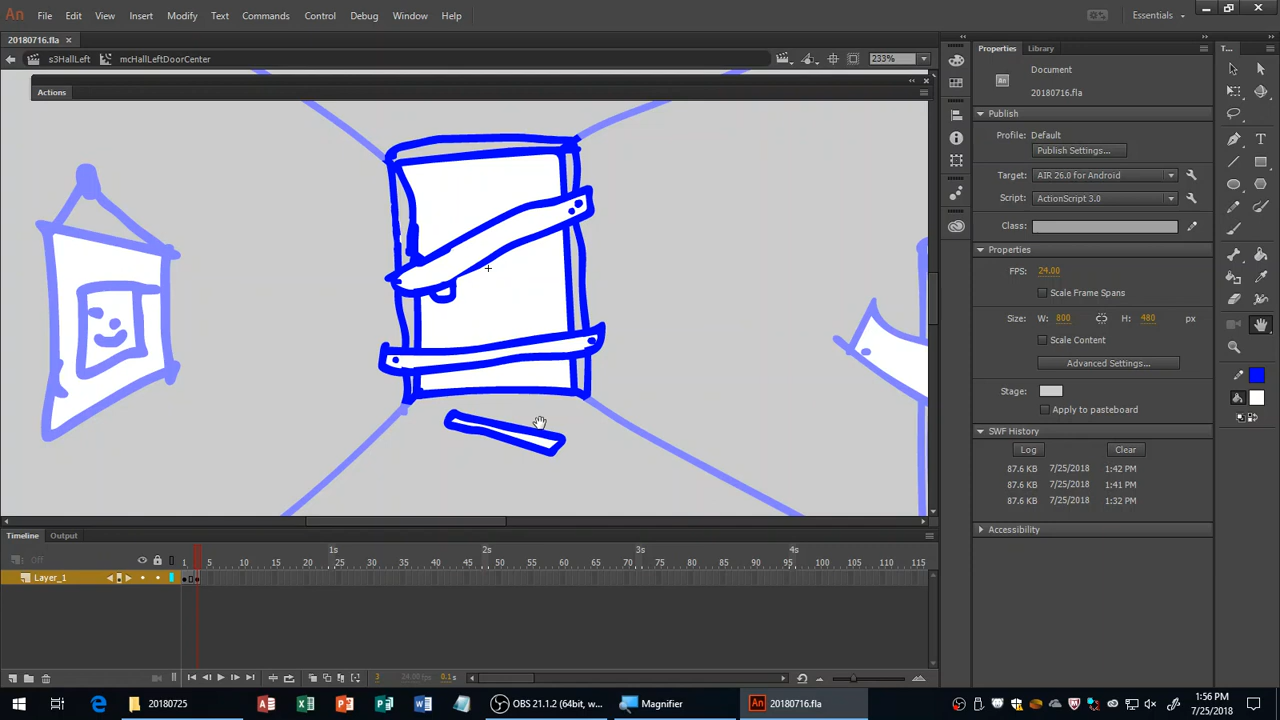 An File Edit View Insert Modify Text Commands Control Debug Window Help Essentials
20180716.fla ×
s3HallLeft mcHallLeftDoorCenter 233%
Actions
Properties Library
Document
20180716.fla
Publish
Profile: Default
Publish Settings...
Target: AIR 26.0 for Android
Script: ActionScript 3.0
Class:
Properties
FPS: 24.00
Scale Frame Spans
Size: W: 800 H: 480 px
Scale Content
Advanced Settings...
Stage:
Apply to pasteboard
SWF History
Log Clear
87.6 KB 7/25/2018 1:42 PM
87.6 KB 7/25/2018 1:41 PM
87.6 KB 7/25/2018 1:32 PM
Accessibility
T...
Timeline Output
1s 2s 3s 4s
Off 1 5 10 15 20 25 30 35 40 45 50 55 60 65 70 75 80 85 90 95 100 105 110 115
Layer_1
3 24.00 fps 0.1s
20180725 OBS 21.1.2 (64bit, w... Magnifier 20180716.fla
1:56 PM
7/25/2018